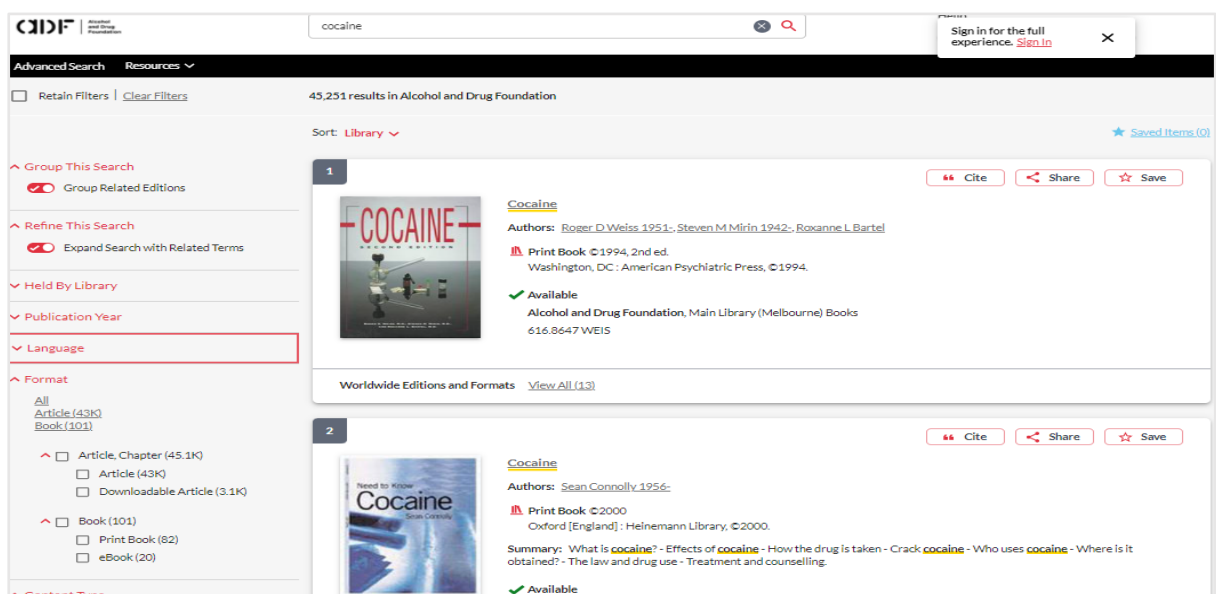 ADF Alcohol
and Drug
Foundation
cocaine
Sign in for the full
experience. Sign In
Advanced Search Resources
Retain Filters | Clear Filters
45,251 results in Alcohol and Drug Foundation
Sort: Library
Saved Items (0)
Group This Search
Group Related Editions
Refine This Search
Expand Search with Related Terms
Held By Library
Publication Year
Language
Format
All
Article (43K)
Book (101)
Article, Chapter (45.1K)
Article (43K)
Downloadable Article (3.1K)
Book (101)
Print Book (82)
eBook (20)
Content Type
1
Cite Share Save
COCAINE
SECOND EDITION
Cocaine
Authors: Roger D Weiss 1951-, Steven M Mirin 1942-, Roxanne L Bartel
Print Book ©1994, 2nd ed.
Washington, DC : American Psychiatric Press, ©1994.
Available
Alcohol and Drug Foundation, Main Library (Melbourne) Books
616.8647 WEIS
Worldwide Editions and Formats View All (13)
2
Cite Share Save
Need to Know
Cocaine
Sean Connolly
Cocaine
Authors: Sean Connolly 1956-
Print Book ©2000
Oxford [England] : Heinemann Library, ©2000.
Summary: What is cocaine? - Effects of cocaine - How the drug is taken - Crack cocaine - Who uses cocaine - Where is it
obtained? - The law and drug use - Treatment and counselling.
Available